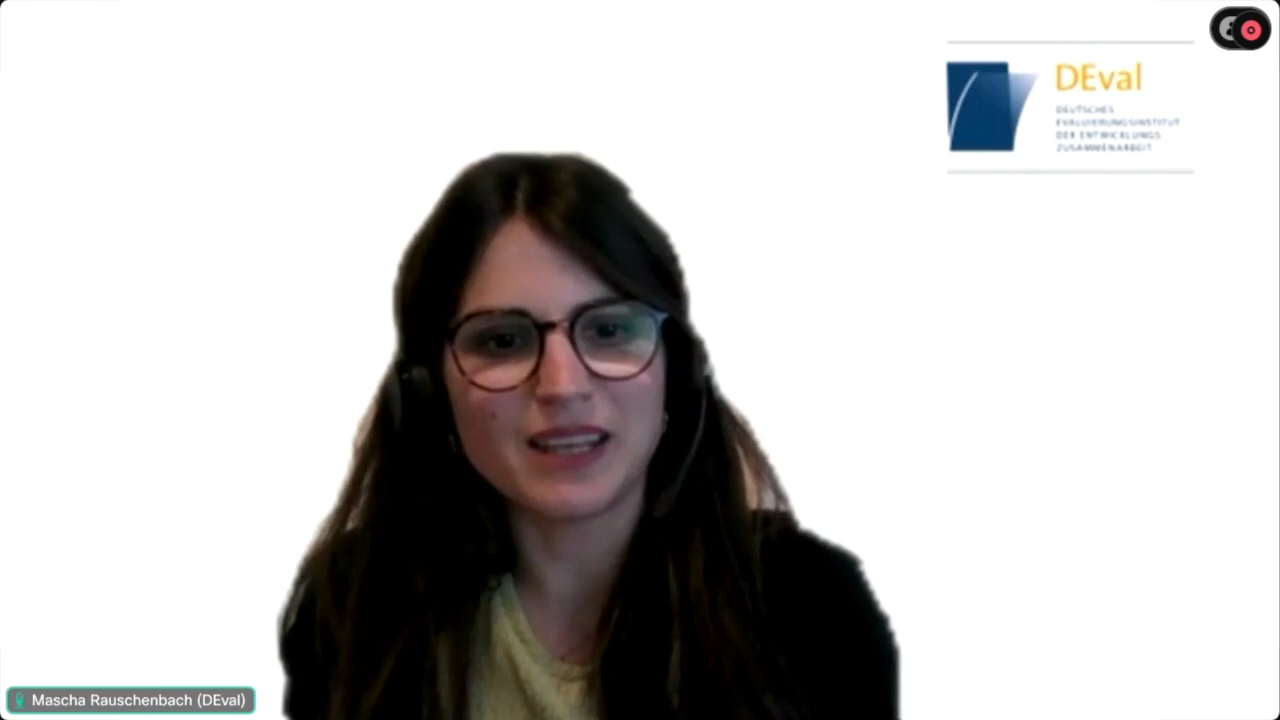 DEval
DEUTSCHES
EVALUIERUNGSINSTITUT
DER ENTWICKLUNGS
ZUSAMMENARBEIT
Mascha Rauschenbach (DEval)